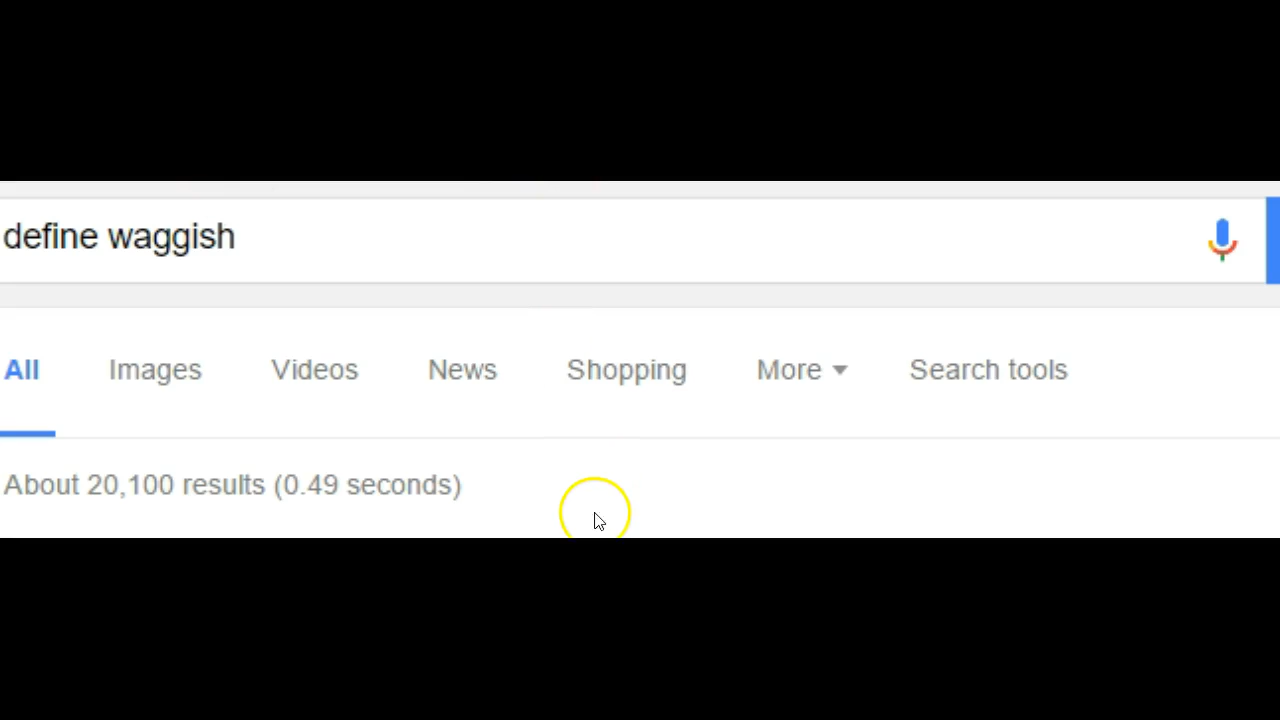 define waggish
All Images Videos News Shopping More Search tools
About 20,100 results (0.49 seconds)